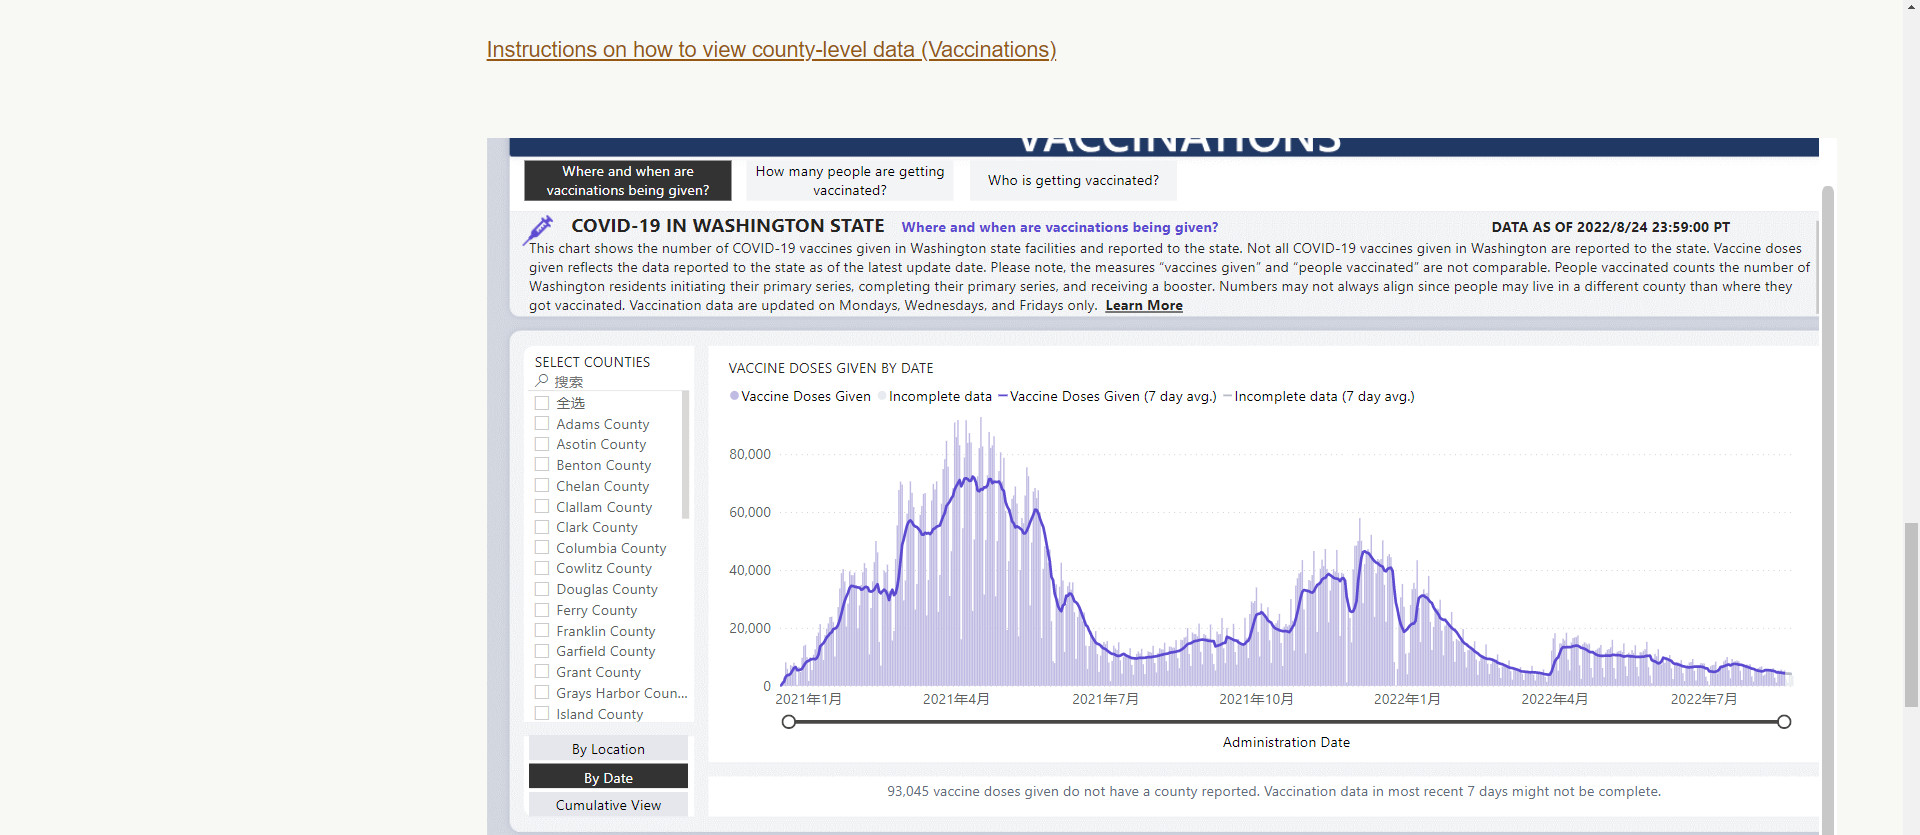 Instructions on how to view county-level data (Vaccinations)
VACCINATIONS
Where and when are
vaccinations being given?
How many people are getting
vaccinated?
Who is getting vaccinated?
COVID-19 IN WASHINGTON STATE Where and when are vaccinations being given? DATA AS OF 2022/8/24 23:59:00 PT
This chart shows the number of COVID-19 vaccines given in Washington state facilities and reported to the state. Not all COVID-19 vaccines given in Washington are reported to the state. Vaccine doses
given reflects the data reported to the state as of the latest update date. Please note, the measures “vaccines given” and “people vaccinated” are not comparable. People vaccinated counts the number of
Washington residents initiating their primary series, completing their primary series, and receiving a booster. Numbers may not always align since people may live in a different county than where they
got vaccinated. Vaccination data are updated on Mondays, Wednesdays, and Fridays only. Learn More
SELECT COUNTIES
搜索
全选
Adams County
Asotin County
Benton County
Chelan County
Clallam County
Clark County
Columbia County
Cowlitz County
Douglas County
Ferry County
Franklin County
Garfield County
Grant County
Grays Harbor Coun...
Island County
By Location
By Date
Cumulative View
VACCINE DOSES GIVEN BY DATE
Vaccine Doses Given Incomplete data Vaccine Doses Given (7 day avg.) Incomplete data (7 day avg.)
80,000
60,000
40,000
20,000
0
2021年1月 2021年4月 2021年7月 2021年10月 2022年1月 2022年4月 2022年7月
Administration Date
93,045 vaccine doses given do not have a county reported. Vaccination data in most recent 7 days might not be complete.